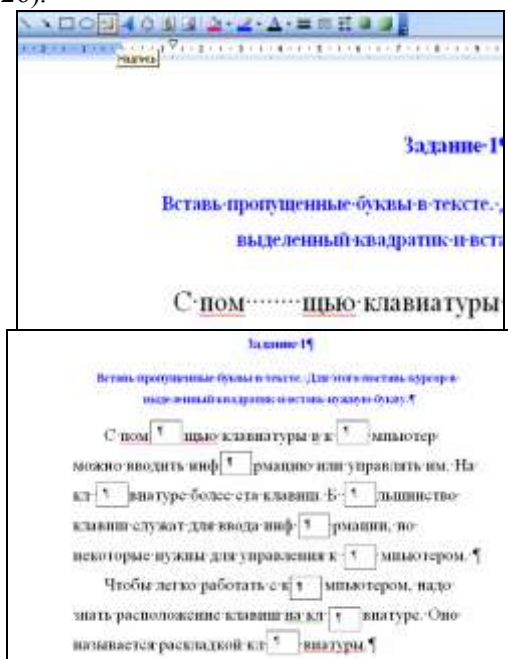 26).
Надпись
Задание·1¶
Вставь·пропущенные·буквы·в·тексте.·
выделенный·квадратик·и·вста
С·пом········щью·клавиатуры
Задание·1¶
Вставь·пропущенные·буквы·в·тексте.·Для·этого·поставь·курсор·в·
выделенный·квадратик·и·вставь·нужную·букву.¶
С·пом ¶ щью·клавиатуры·в·к ¶ мпьютер·
можно·вводить·инф ¶ рмацию·или·управлять·им.·На·
кл ¶ виатуре·более·ста·клавиш.·Б ¶ льшинство·
клавиш·служат·для·ввода·инф ¶ рмации,·но·
некоторые·нужны·для·управления·к ¶ мпьютером.·¶
Чтобы·легко·работать·с·к ¶ мпьютером,·надо·
знать·расположение·клавиш·на·кл ¶ виатуре.·Оно·
называется·раскладкой·кл ¶ виатуры.¶